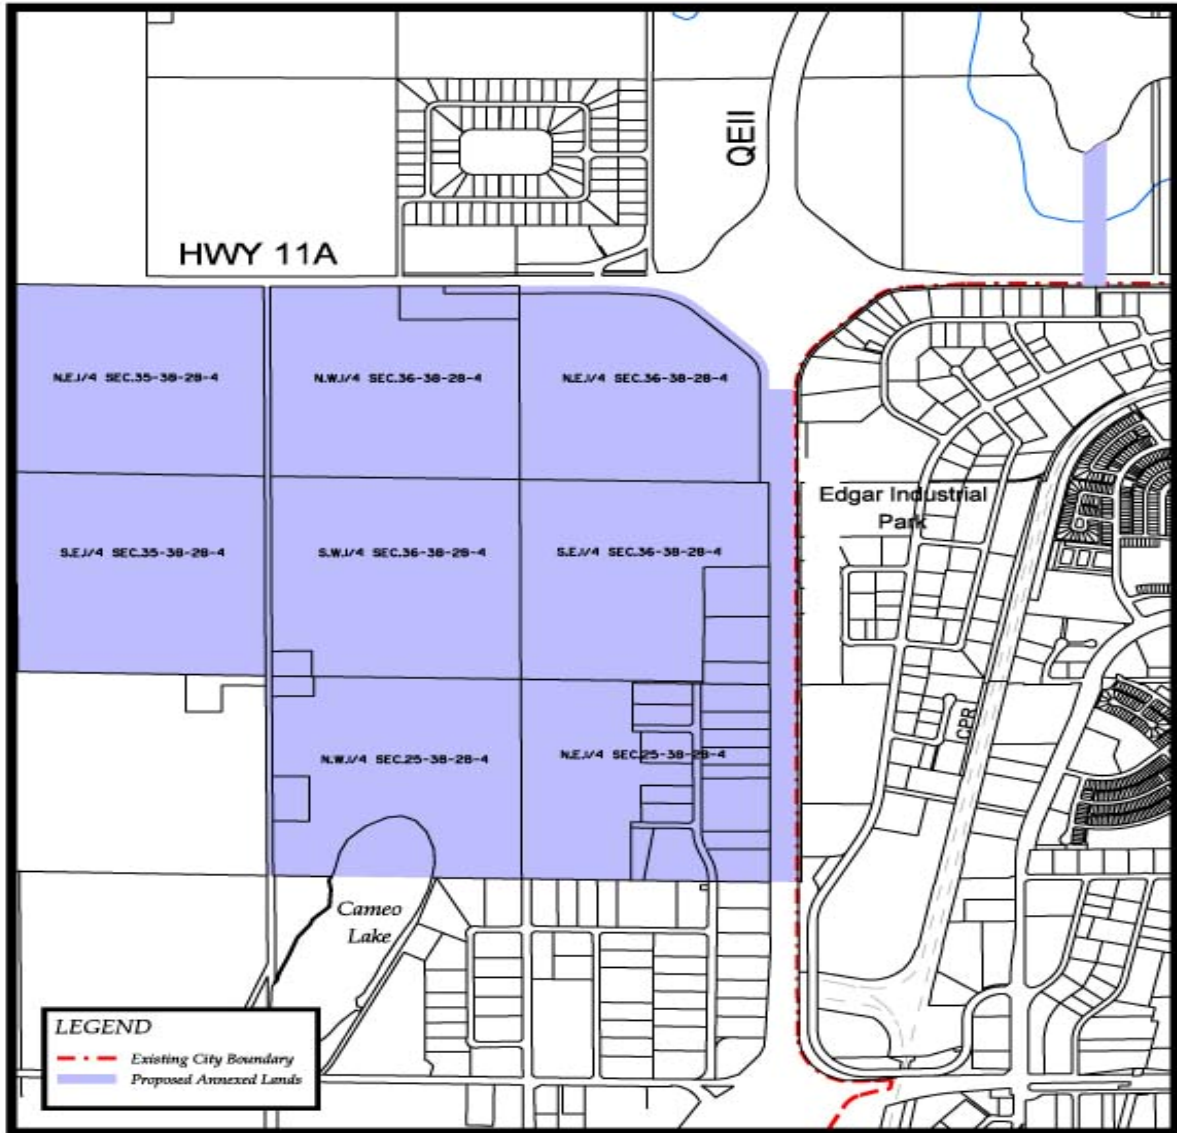 QEII
HWY 11A
N.E.1/4 SEC.35-38-28-4
N.W.1/4 SEC.36-38-28-4
N.E.1/4 SEC.36-38-28-4
Edgar Industrial
Park
S.E.1/4 SEC.35-38-28-4
S.W.1/4 SEC.36-38-28-4
S.E.1/4 SEC.36-38-28-4
CPR
N.W.1/4 SEC.25-38-28-4
N.E.1/4 SEC.25-38-28-4
Cameo
Lake
LEGEND
Existing City Boundary
Proposed Annexed Lands